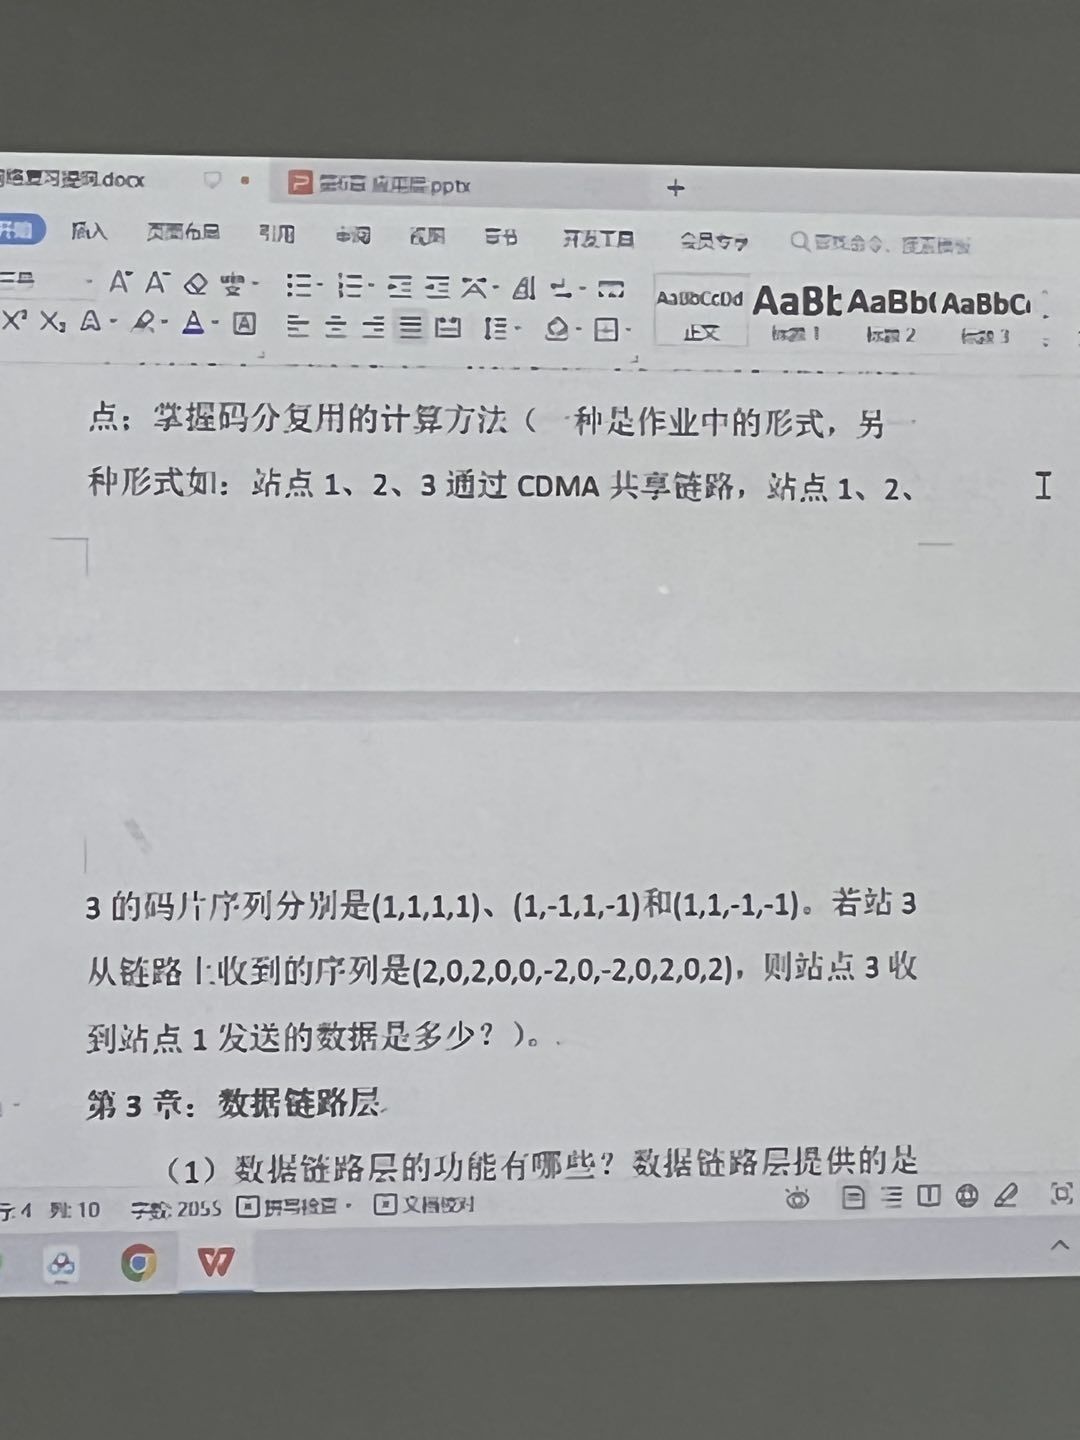 网络复习提纲.docx
第6章 应用层.pptx
+
开始 插入 页面布局 引用 审阅 视图 章节 开发工具 会员专享 查找命令、搜索模板
AaBbCcDd AaBb AaBb( AaBbC
正文 标题 1 标题 2 标题 3
点；掌握码分复用的计算方法（一种是作业中的形式，另一
种形式如：站点 1、2、3 通过 CDMA 共享链路，站点 1、2、
3 的码片序列分别是(1,1,1,1)、(1,-1,1,-1)和(1,1,-1,-1)。若站 3
从链路上收到的序列是(2,0,2,0,0,-2,0,-2,0,2,0,2)，则站点 3 收
到站点 1 发送的数据是多少？）。
第 3 章：数据链路层
（1）数据链路层的功能有哪些？数据链路层提供的是
行: 4 列: 10 字数: 2055 拼写检查 文档校对